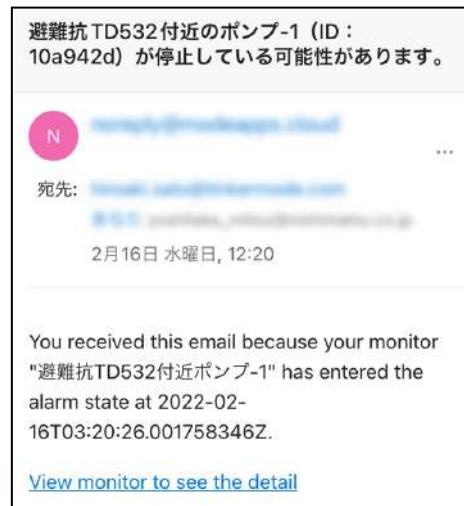 避難抗TD532付近のポンプ-1（ID：
10a942d）が停止している可能性があります。
N
...
宛先:
2月16日 水曜日, 12:20
You received this email because your monitor
"避難抗TD532付近ポンプ-1" has entered the
alarm state at 2022-02-
16T03:20:26.001758346Z.
View monitor to see the detail